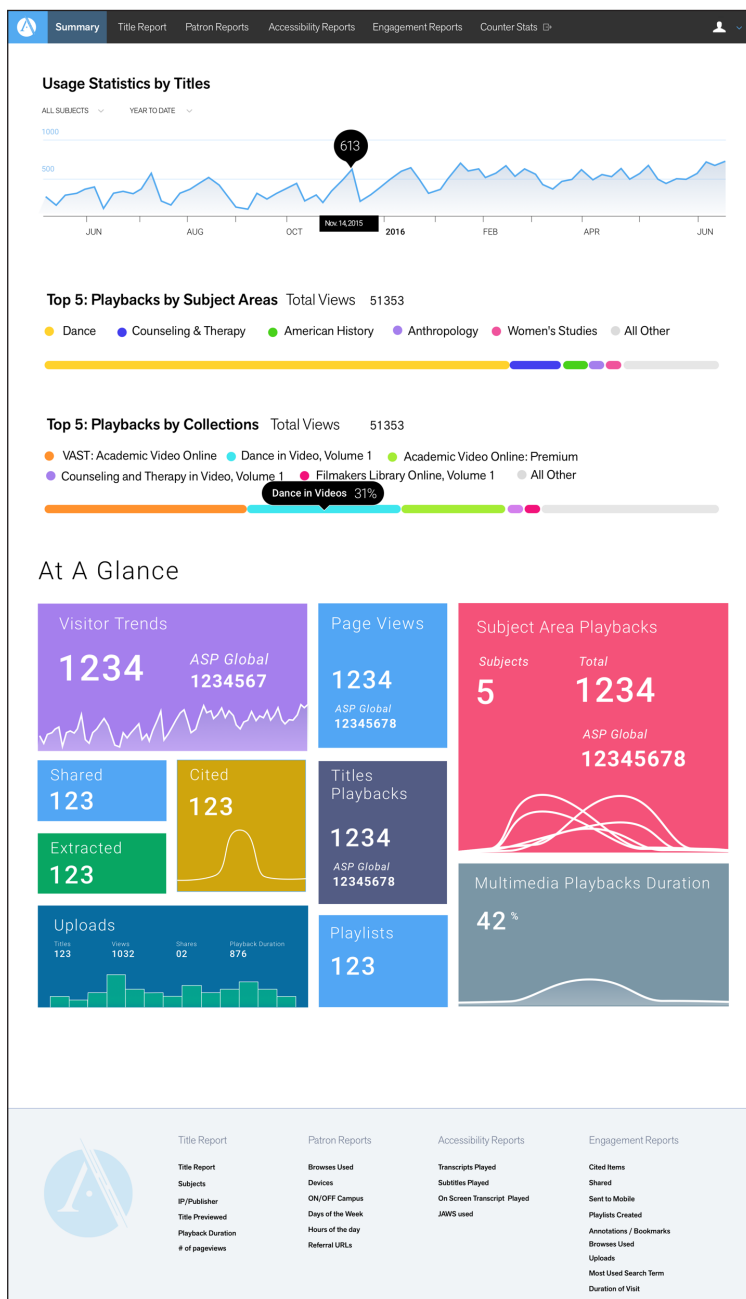 Summary Title Report Patron Reports Accessibility Reports Engagement Reports Counter Stats
Usage Statistics by Titles
ALL SUBJECTS YEAR TO DATE
1000
613
500
Nov. 14, 2015
JUN AUG OCT 2016 FEB APR JUN
Top 5: Playbacks by Subject Areas Total Views 51353
Dance Counseling & Therapy American History Anthropology Women's Studies All Other
Top 5: Playbacks by Collections Total Views 51353
VAST: Academic Video Online Dance in Video, Volume 1 Academic Video Online: Premium
Counseling and Therapy in Video, Volume 1 Filmakers Library Online, Volume 1 All Other
Dance in Videos 31%
At A Glance
Visitor Trends
1234
ASP Global
1234567
Page Views
1234
ASP Global
12345678
Subject Area Playbacks
Subjects Total
5 1234
ASP Global
12345678
Shared
123
Cited
123
Titles
Playbacks
1234
ASP Global
12345678
Extracted
123
Multimedia Playbacks Duration
42 %
Uploads
Titles Views Shares Playback Duration
123 1032 02 876
Playlists
123
Title Report
Title Report
Subjects
IP/Publisher
Title Previewed
Playback Duration
# of pageviews
Patron Reports
Browses Used
Devices
ON/OFF Campus
Days of the Week
Hours of the day
Referral URLs
Accessibility Reports
Transcripts Played
Subtitles Played
On Screen Transcript Played
JAWS used
Engagement Reports
Cited Items
Shared
Sent to Mobile
Playlists Created
Annotations / Bookmarks
Browses Used
Uploads
Most Used Search Term
Duration of Visit